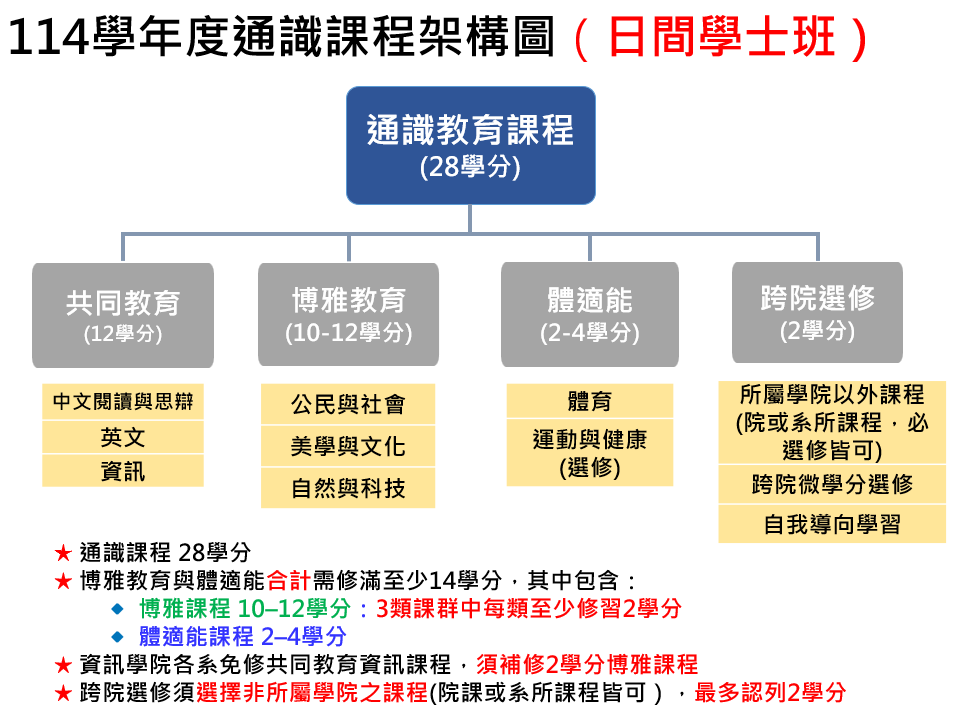 114學年度通識課程架構圖（日間學士班）
通識教育課程
(28學分)
共同教育
(12學分)
博雅教育
(10-12學分)
體適能
(2-4學分)
跨院選修
(2學分)
中文閱讀與思辯
英文
資訊
公民與社會
美學與文化
自然與科技
體育
運動與健康
(選修)
所屬學院以外課程
(院或系所課程，必
選修皆可)
跨院微學分選修
自我導向學習
★ 通識課程 28學分
★ 博雅教育與體適能合計需修滿至少14學分，其中包含：
◆ 博雅課程 10–12學分：3類課群中每類至少修習2學分
◆ 體適能課程 2–4學分
★ 資訊學院各系免修共同教育資訊課程，須補修2學分博雅課程
★ 跨院選修須選擇非所屬學院之課程(院課或系所課程皆可），最多認列2學分